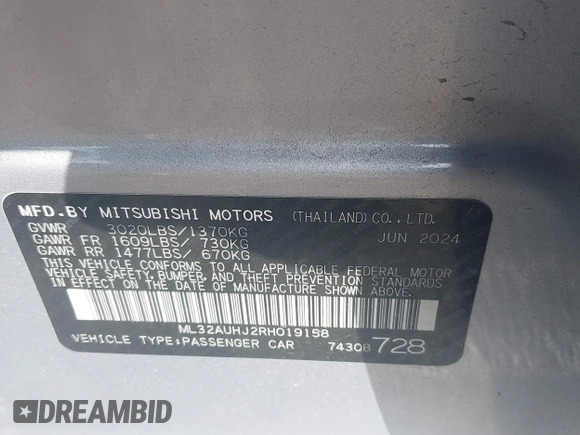 MFD.BY MITSUBISHI MOTORS (THAILAND) CO., LTD.
GVWR 3020LBS/1370KG JUN 2024
GAWR FR 1609LBS/ 730KG
GAWR RR 1477LBS/ 670KG
THIS VEHICLE CONFORMS TO ALL APPLICABLE FEDERAL MOTOR
VEHICLE SAFETY, BUMPER, AND THEFT PREVENTION STANDARDS
IN EFFECT ON THE DATE OF MANUFACTURE SHOWN ABOVE.
ML32AUHJ2RH019158
VEHICLE TYPE:PASSENGER CAR 7430B 728
DREAMBID DREAMBID.COM